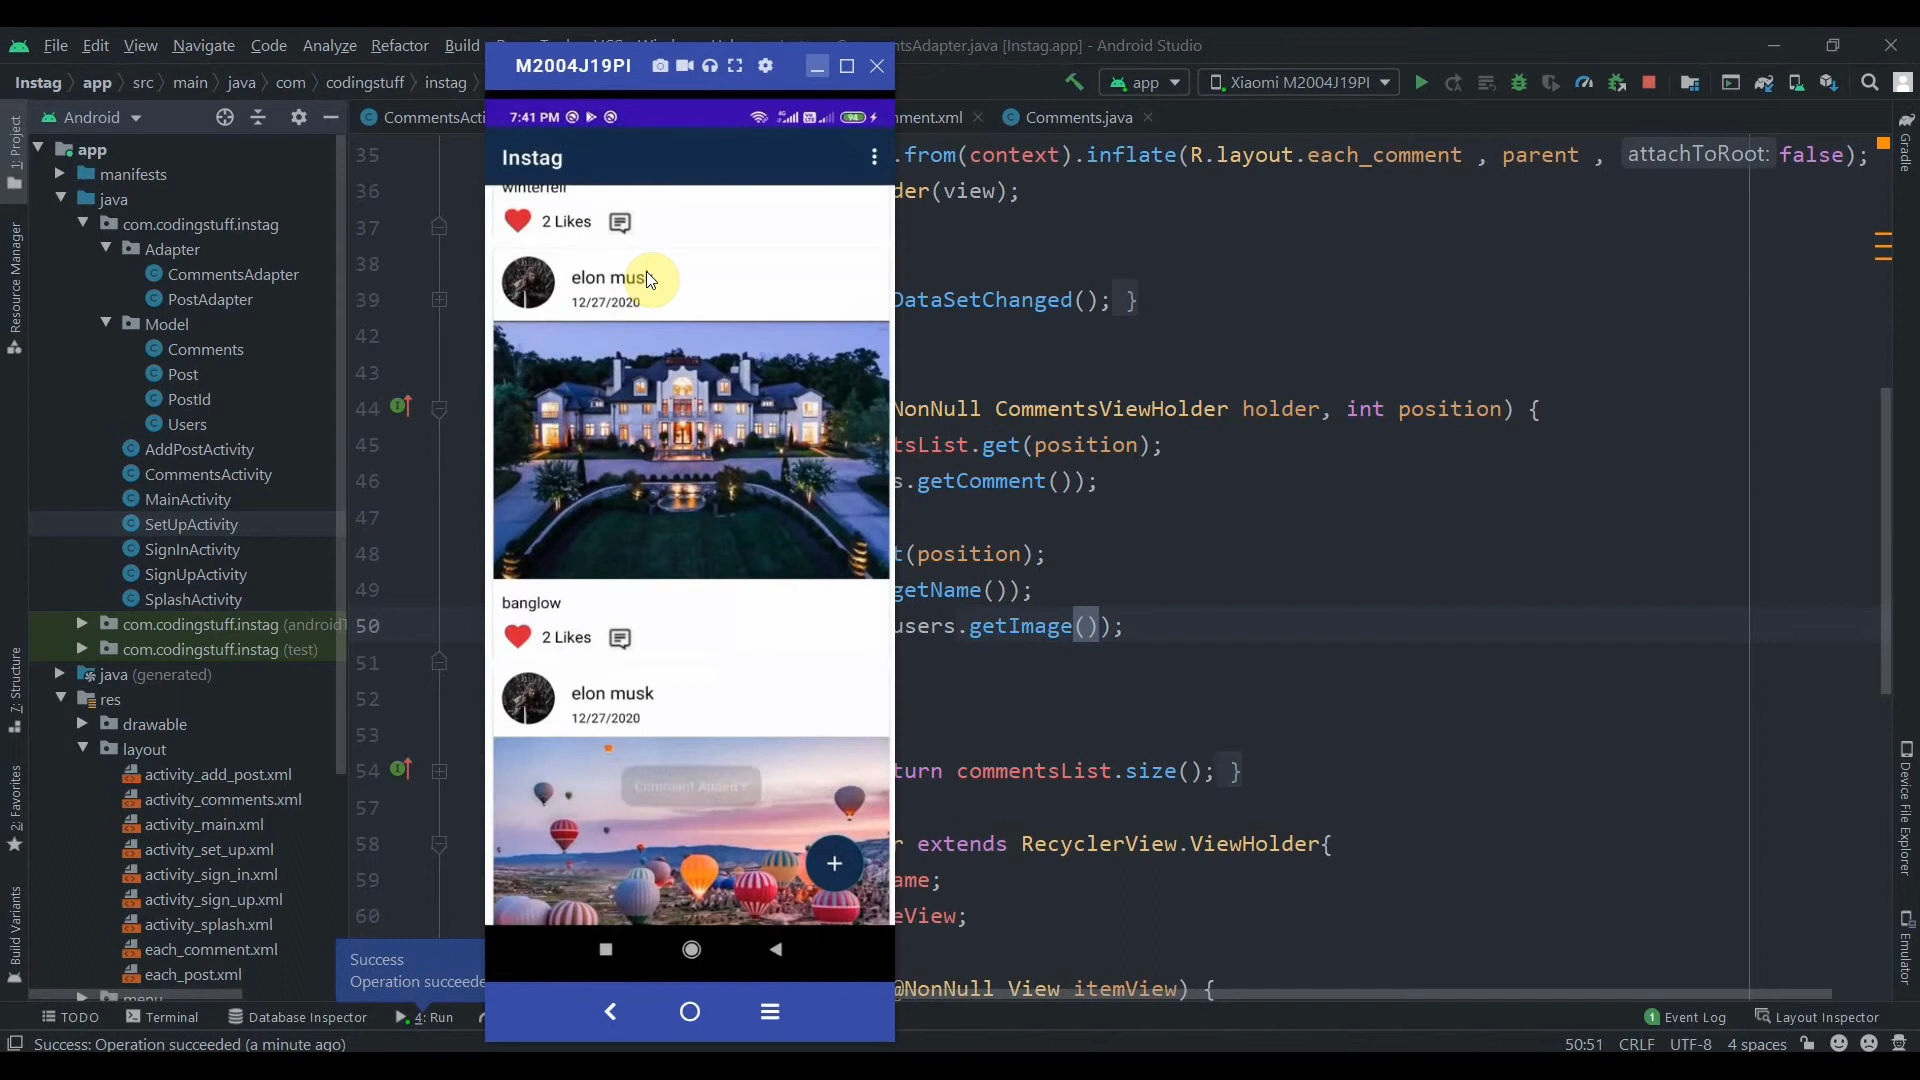 File Edit View Navigate Code Analyze Refactor Build
CommentsAdapter.java [Instag.app] - Android Studio
Instag app src main java com codingstuff instag
app
Xiaomi M2004J19PI
Android
CommentsActi
Comments.java
1: Project
Resource Manager
7: Structure
2: Favorites
Build Variants
app
manifests
java
com.codingstuff.instag
Adapter
CommentsAdapter
PostAdapter
Model
Comments
Post
PostId
Users
AddPostActivity
CommentsActivity
MainActivity
SetUpActivity
SignInActivity
SignUpActivity
SplashActivity
com.codingstuff.instag (androidT
com.codingstuff.instag (test)
java (generated)
res
drawable
layout
activity_add_post.xml
activity_comments.xml
activity_main.xml
activity_set_up.xml
activity_sign_in.xml
activity_sign_up.xml
activity_splash.xml
each_comment.xml
each_post.xml
menu
M2004J19PI
7:41 PM
94
Instag
winterfell
2 Likes
elon musk
12/27/2020
banglow
2 Likes
elon musk
12/27/2020
+
35 .from(context).inflate(R.layout.each_comment , parent , attachToRoot: false);
36 der(view);
37
38
39 DataSetChanged(); }
42
43
44 NonNull CommentsViewHolder holder, int position) {
45 tsList.get(position);
46 s.getComment());
47
48 t(position);
49 getName());
50 users.getImage());
51
52
53
54 turn commentsList.size(); }
57
58 r extends RecyclerView.ViewHolder{
59 ame;
60 eView;
@NonNull View itemView) {
Gradle
Device File Explorer
Emulator
Success
Operation succeede
TODO Terminal Database Inspector 4: Run
1 Event Log Layout Inspector
Success: Operation succeeded (a minute ago)
50:51 CRLF UTF-8 4 spaces